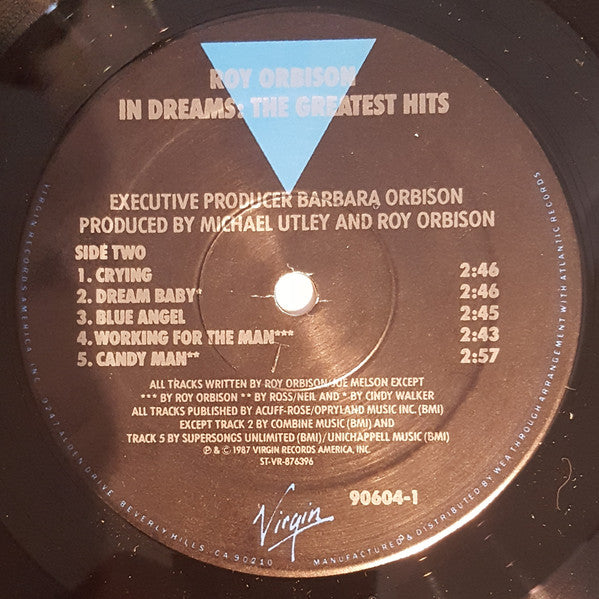 ROY ORBISON
IN DREAMS: THE GREATEST HITS
EXECUTIVE PRODUCER BARBARA ORBISON
PRODUCED BY MICHAEL UTLEY AND ROY ORBISON
SIDE TWO
1. CRYING 2:46
2. DREAM BABY* 2:46
3. BLUE ANGEL 2:45
4. WORKING FOR THE MAN*** 2:43
5. CANDY MAN** 2:57
ALL TRACKS WRITTEN BY ROY ORBISON/JOE MELSON EXCEPT
*** BY ROY ORBISON ** BY ROSS/NEIL AND * BY CINDY WALKER
ALL TRACKS PUBLISHED BY ACUFF-ROSE/OPRYLAND MUSIC INC. (BMI)
EXCEPT TRACK 2 BY COMBINE MUSIC (BMI) AND
TRACK 5 BY SUPERSONGS UNLIMITED (BMI)/UNICHAPPELL MUSIC (BMI)
℗ & © 1987 VIRGIN RECORDS AMERICA, INC.
ST-VR-876396
90604-1
Virgin
VIRGIN RECORDS AMERICA, INC., 9247 ALDEN DRIVE, BEVERLY HILLS, CA 90210
MANUFACTURED & DISTRIBUTED BY WEA THROUGH ARRANGEMENT WITH ATLANTIC RECORDS